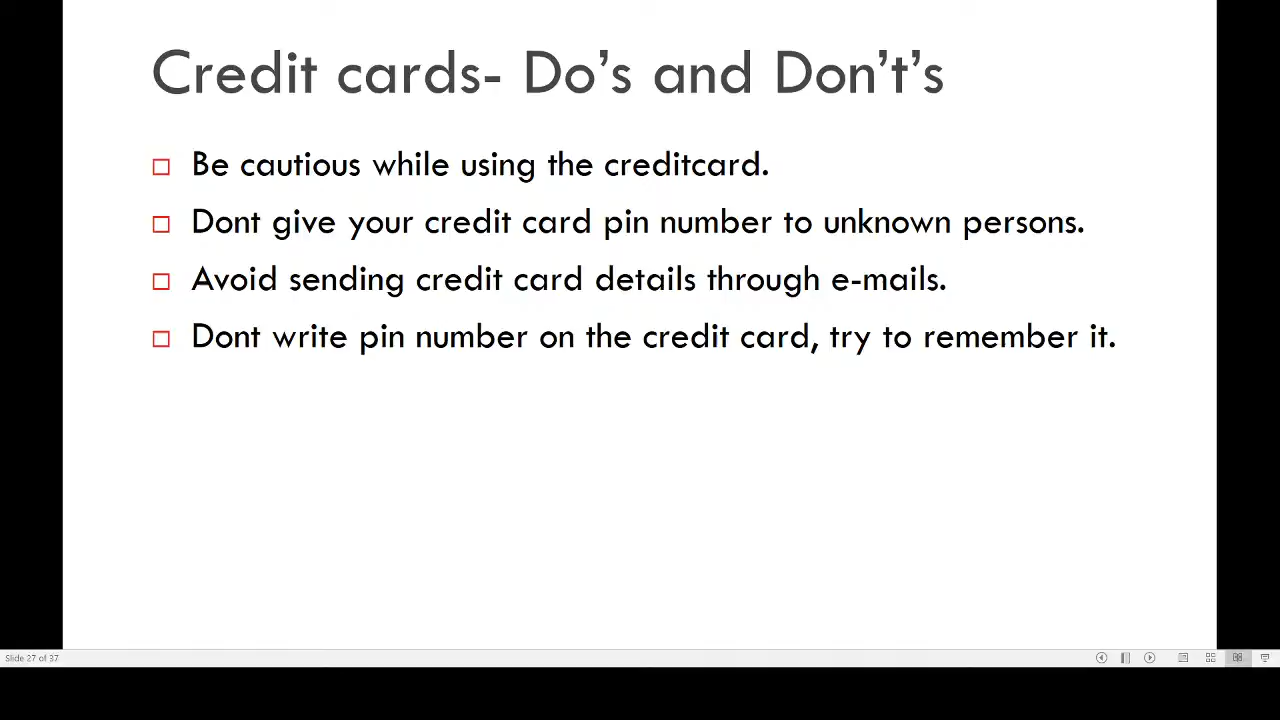 Credit cards- Do’s and Don’t’s
Be cautious while using the creditcard.
Dont give your credit card pin number to unknown persons.
Avoid sending credit card details through e-mails.
Dont write pin number on the credit card, try to remember it.
Slide 27 of 37